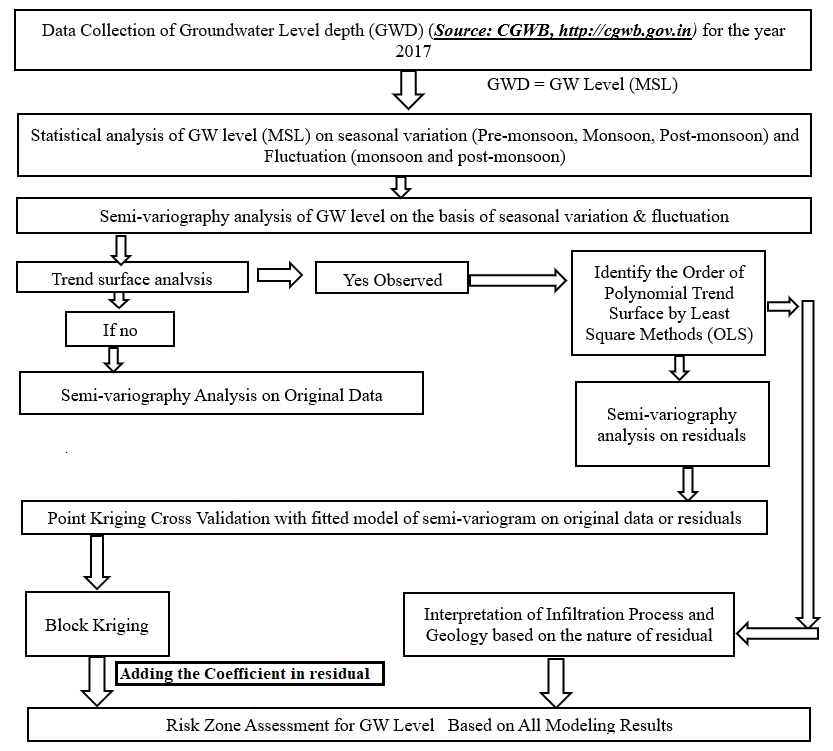 Data Collection of Groundwater Level depth (GWD) (Source: CGWB, http://cgwb.gov.in) for the year
2017
GWD = GW Level (MSL)
Statistical analysis of GW level (MSL) on seasonal variation (Pre-monsoon, Monsoon, Post-monsoon) and
Fluctuation (monsoon and post-monsoon)
Semi-variography analysis of GW level on the basis of seasonal variation & fluctuation
Trend surface analysis
Yes Observed
Identify the Order of
Polynomial Trend
Surface by Least
Square Methods (OLS)
If no
Semi-variography Analysis on Original Data
Semi-variography
analysis on residuals
Point Kriging Cross Validation with fitted model of semi-variogram on original data or residuals
Block Kriging
Interpretation of Infiltration Process and
Geology based on the nature of residual
Adding the Coefficient in residual
Risk Zone Assessment for GW Level Based on All Modeling Results